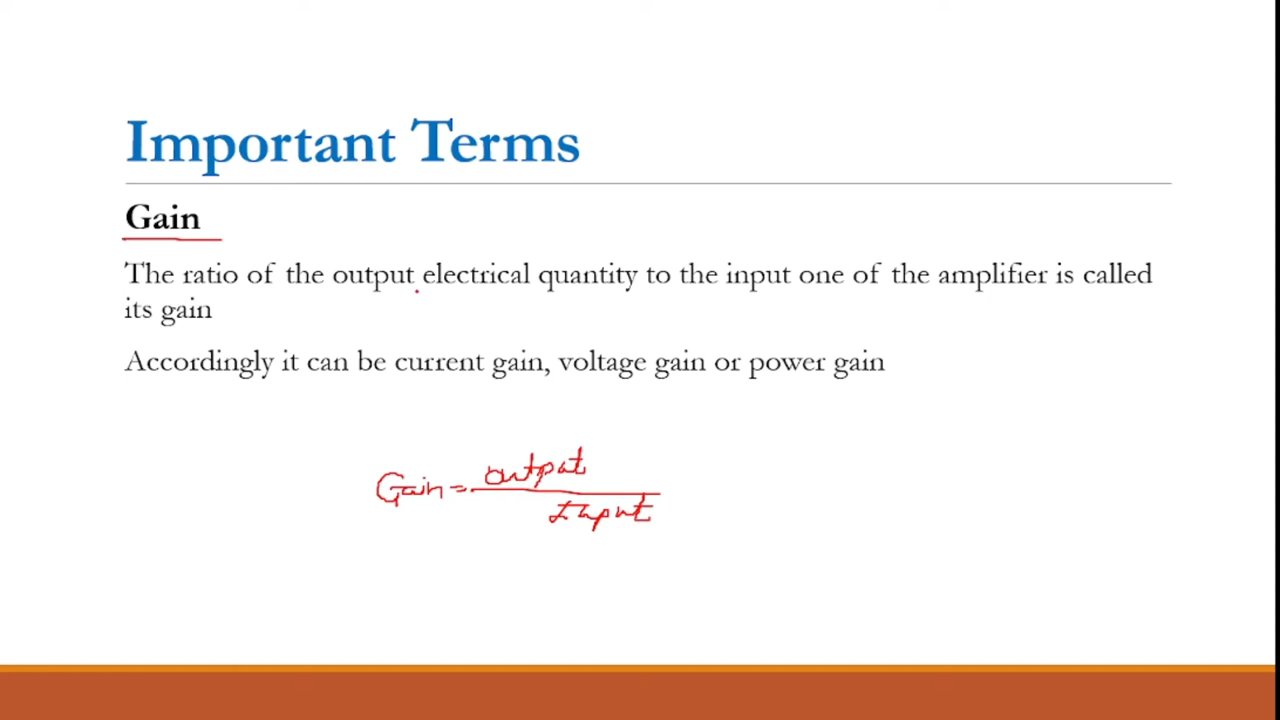 Important Terms
Gain
The ratio of the output electrical quantity to the input one of the amplifier is called
its gain
Accordingly it can be current gain, voltage gain or power gain
Gain = output
Input